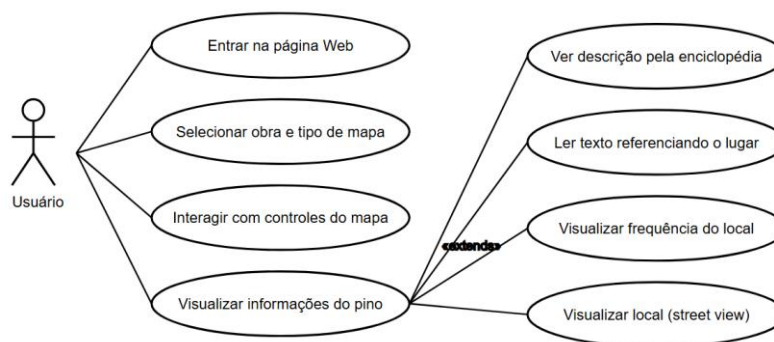 Entrar na página Web
Selecionar obra e tipo de mapa
Usuário
Interagir com controles do mapa
Visualizar informações do pino
«extends»
Ver descrição pela enciclopédia
Ler texto referenciando o lugar
Visualizar frequência do local
Visualizar local (street view)